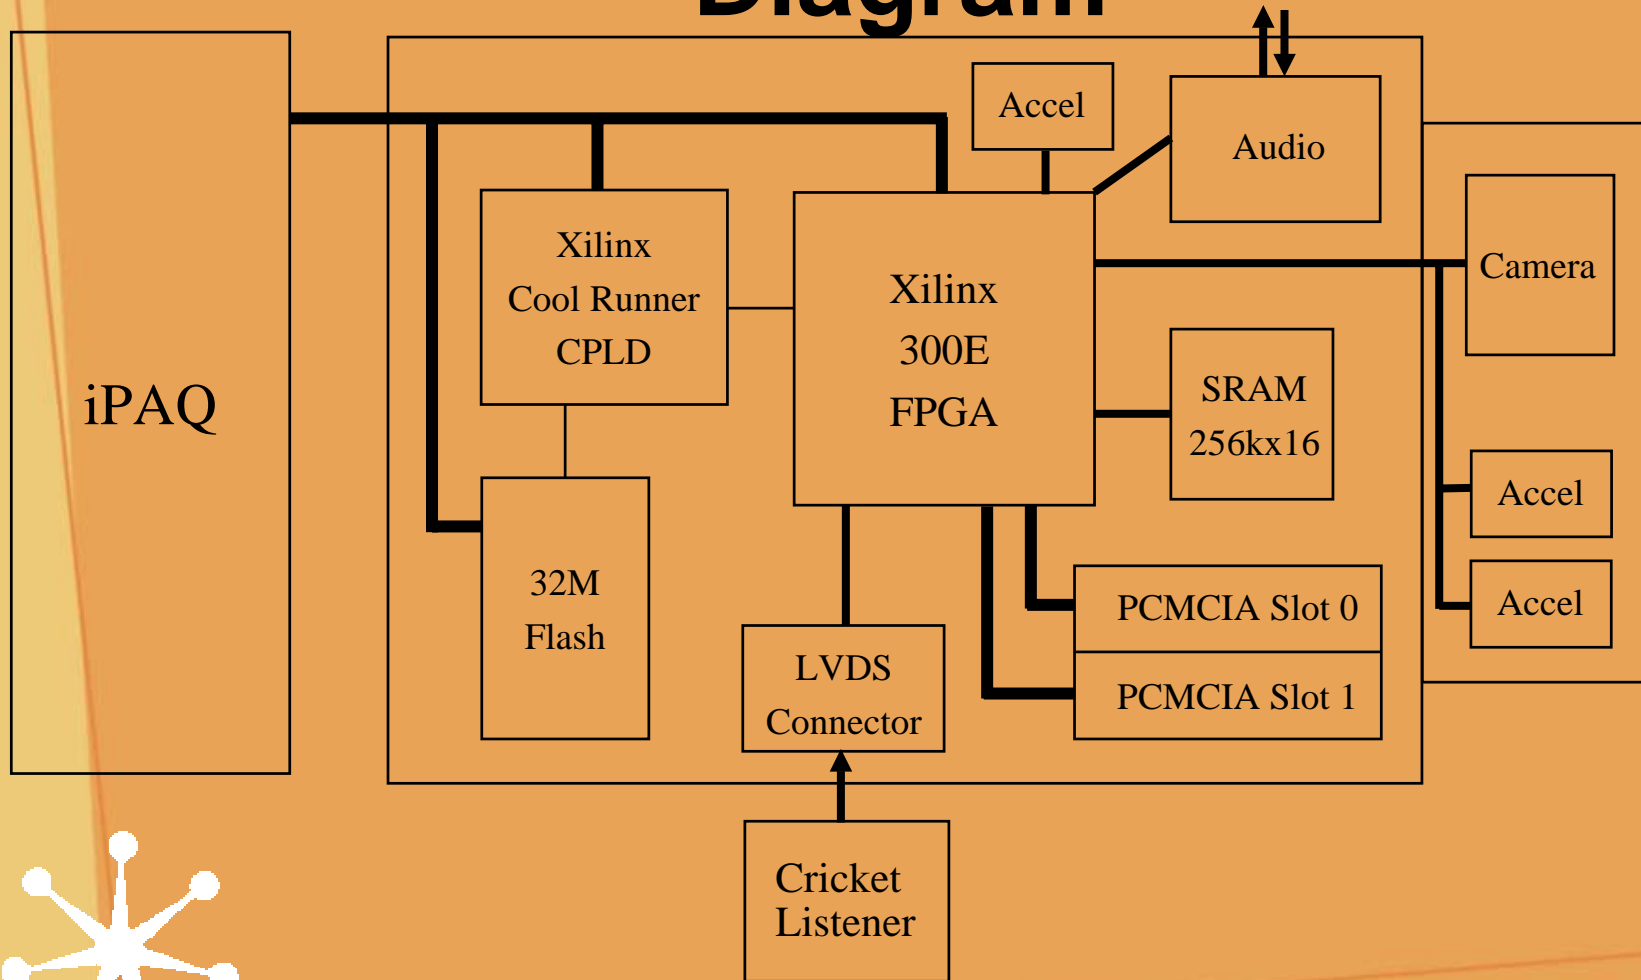 Diagram
Accel
Audio
Xilinx
Cool Runner
CPLD
Xilinx
300E
FPGA
Camera
iPAQ
SRAM
256kx16
Accel
32M
Flash
PCMCIA Slot 0
Accel
LVDS
Connector
PCMCIA Slot 1
Cricket
Listener